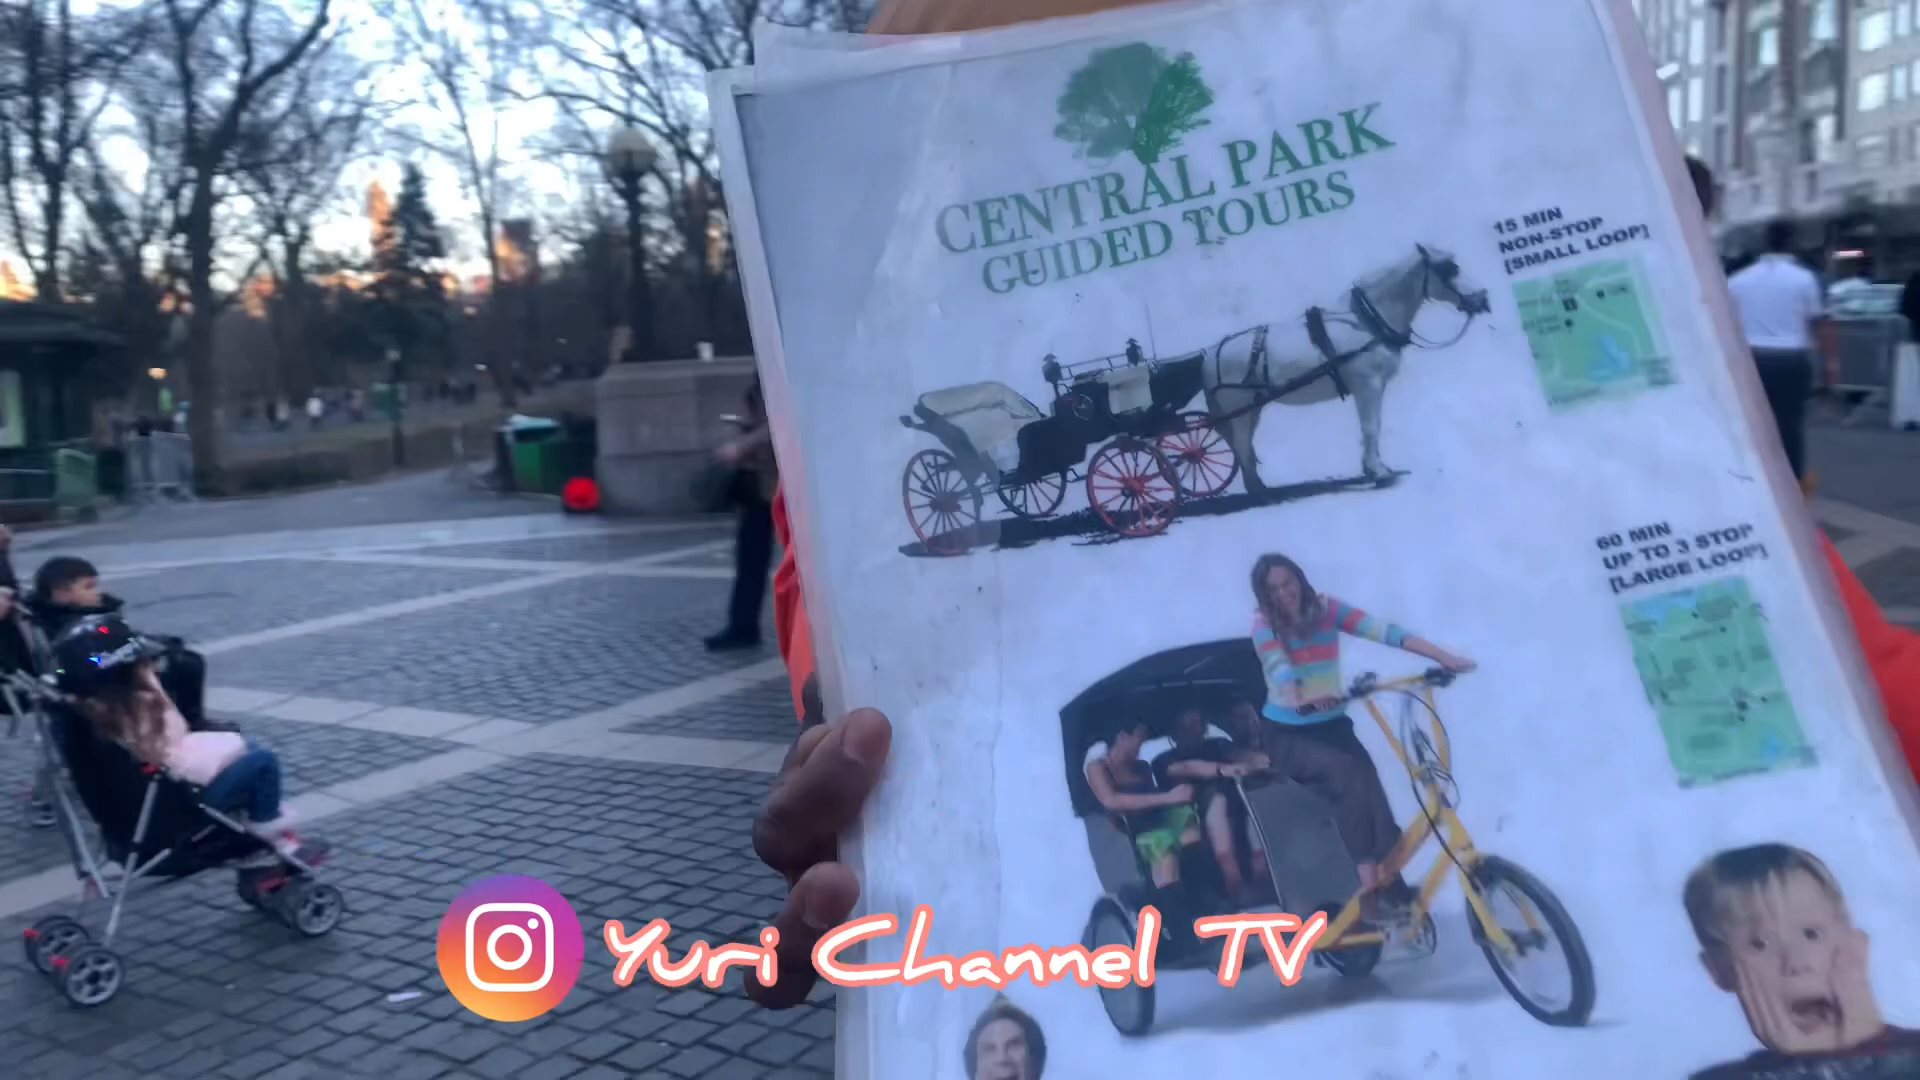 CENTRAL PARK
GUIDED TOURS
15 MIN
NON-STOP
[SMALL LOOP]
60 MIN
UP TO 3 STOP
[LARGE LOOP]
Yuri Channel TV